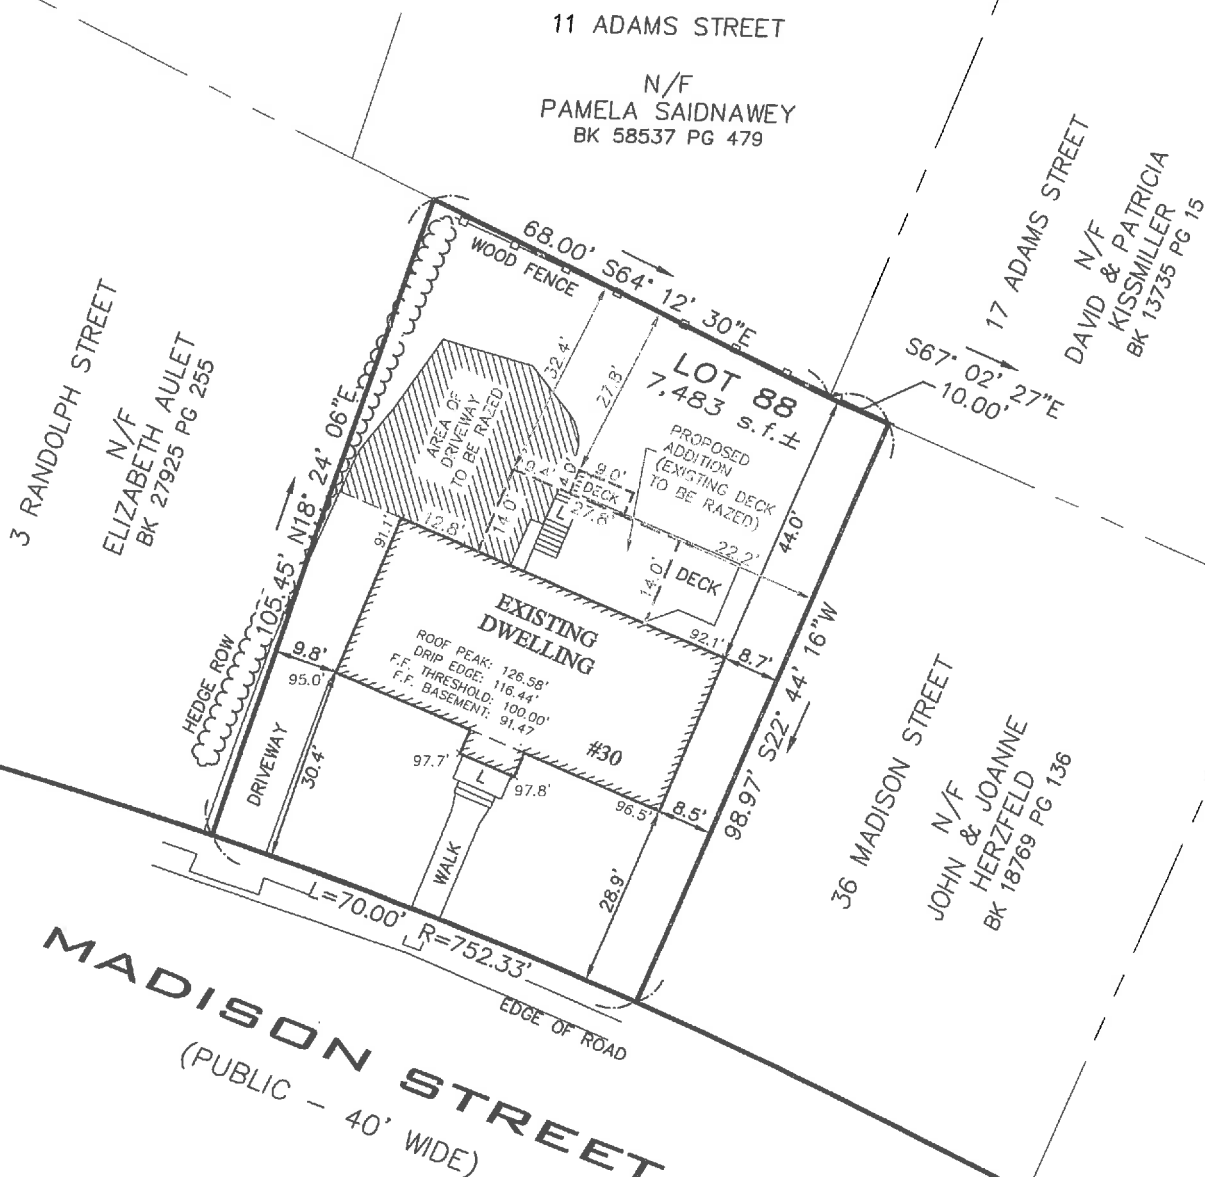 11 ADAMS STREET
N/F
PAMELA SAIDNAWEY
BK 58537 PG 479
17 ADAMS STREET
N/F
DAVID & PATRICIA
KISSMILLER
BK 13735 PG 15
S67° 02' 27"E
10.00'
68.00' S64° 12' 30"E
WOOD FENCE
3 RANDOLPH STREET
N/F
ELIZABETH AULET
BK 27925 PG 255
105.45' N18° 24' 06"E
HEDGE ROW
LOT 88
7,483 s.f.±
32.4'
27.8'
AREA OF
DRIVEWAY
TO BE RAZED
PROPOSED
ADDITION
(EXISTING DECK
TO BE RAZED)
9.4'
4.0'
9.0'
DECK
L
27.8'
14.0'
12.8'
91.1'
44.0'
22.2'
14.0'
DECK
92.1'
8.7'
EXISTING
DWELLING
ROOF PEAK: 126.58'
DRIP EDGE: 116.44'
F.F. THRESHOLD: 100.00'
F.F. BASEMENT: 91.47
#30
9.8'
95.0'
DRIVEWAY
30.4'
97.7'
L
97.8'
WALK
96.5'
8.5'
28.9'
98.97' S22° 44' 16"W
36 MADISON STREET
N/F
JOHN & JOANNE
HERZFELD
BK 18769 PG 136
L=70.00' R=752.33'
EDGE OF ROAD
MADISON STREET
(PUBLIC - 40' WIDE)